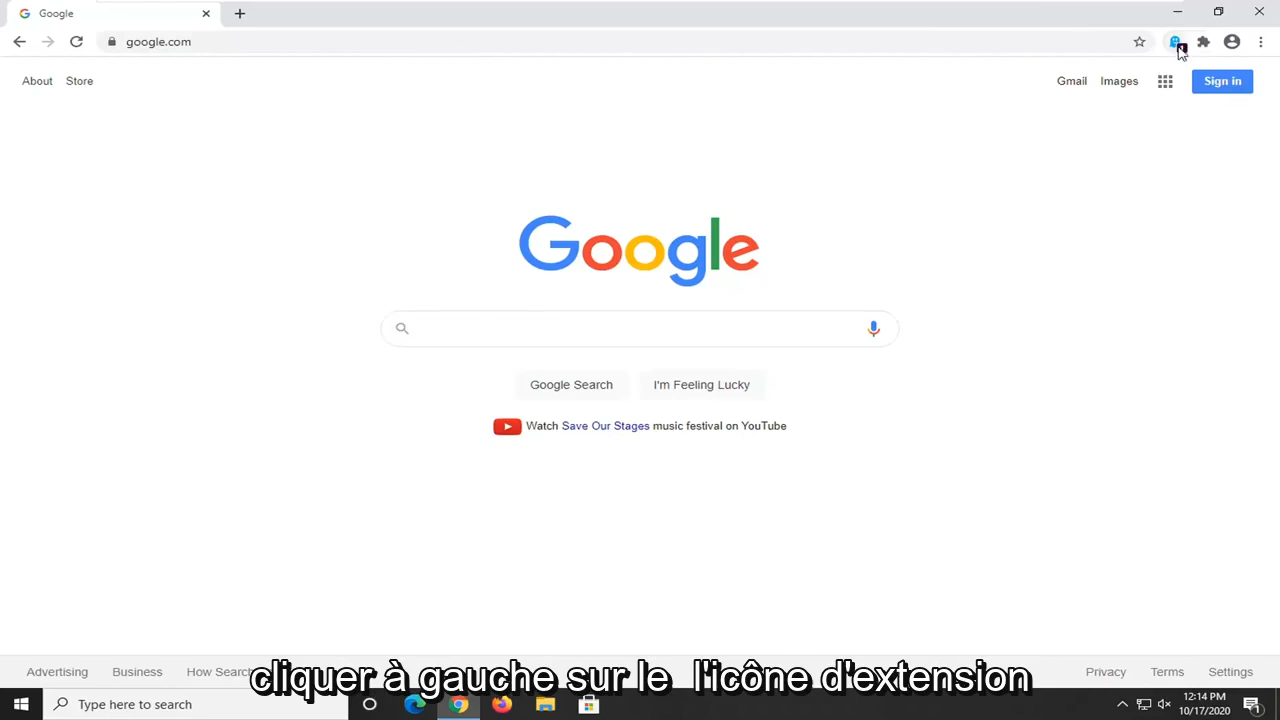 Google
google.com
About Store
Gmail Images Sign in
Google
Google Search I'm Feeling Lucky
Watch Save Our Stages music festival on YouTube
Advertising Business How Search
Privacy Terms Settings
cliquer à gauche sur le l'icône d'extension
Type here to search
12:14 PM
10/17/2020
1